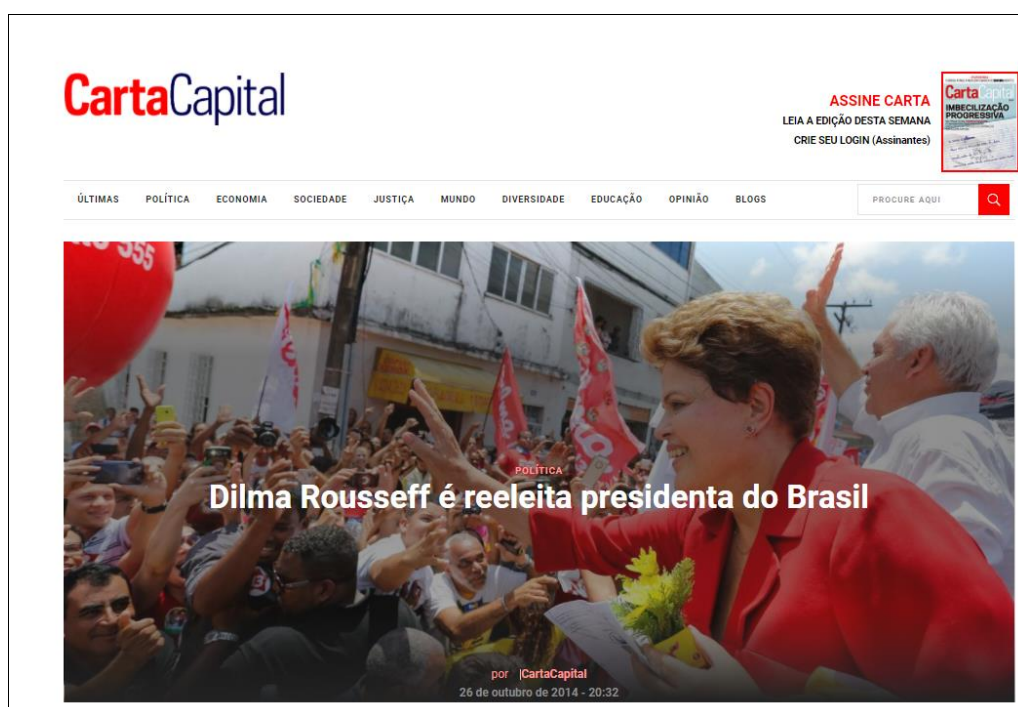 CartaCapital
ASSINE CARTA
LEIA A EDIÇÃO DESTA SEMANA
CRIE SEU LOGIN (Assinantes)
CartaCapital
IMBECILIZAÇÃO
PROGRESSIVA
ÚLTIMAS POLÍTICA ECONOMIA SOCIEDADE JUSTIÇA MUNDO DIVERSIDADE EDUCAÇÃO OPINIÃO BLOGS PROCURE AQUI
555
POLÍTICA
Dilma Rousseff é reeleita presidenta do Brasil
por |CartaCapital
26 de outubro de 2014 - 20:32